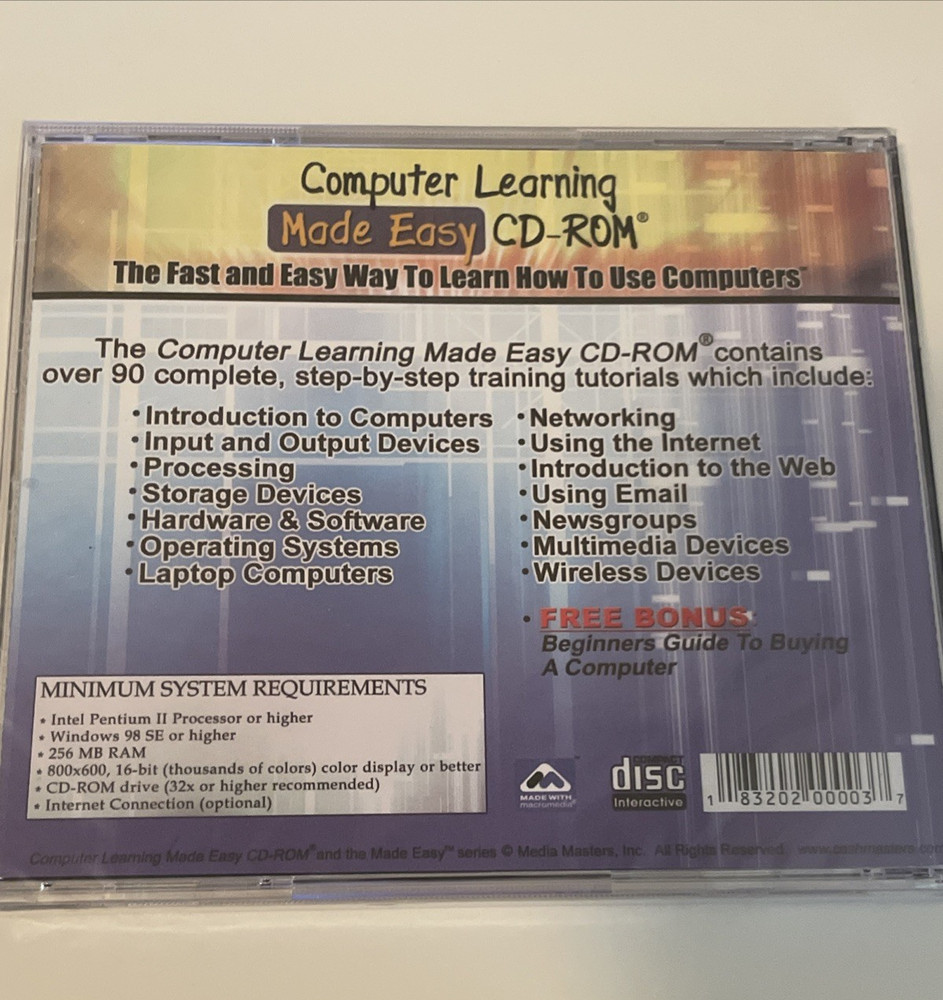 Computer Learning
Made Easy CD-ROM®
The Fast and Easy Way To Learn How To Use Computers™
The Computer Learning Made Easy CD-ROM® contains
over 90 complete, step-by-step training tutorials which include:
• Introduction to Computers
• Input and Output Devices
• Processing
• Storage Devices
• Hardware & Software
• Operating Systems
• Laptop Computers
• Networking
• Using the Internet
• Introduction to the Web
• Using Email
• Newsgroups
• Multimedia Devices
• Wireless Devices
• FREE BONUS:
Beginners Guide To Buying
A Computer
MINIMUM SYSTEM REQUIREMENTS
• Intel Pentium II Processor or higher
• Windows 98 SE or higher
• 256 MB RAM
• 800x600, 16-bit (thousands of colors) color display or better
• CD-ROM drive (32x or higher recommended)
• Internet Connection (optional)
MADE WITH
macromedia®
COMPACT
disc
Interactive
1 83202 00003 7
Computer Learning Made Easy CD-ROM® and the Made Easy™ series © Media Masters, Inc. All Rights Reserved.